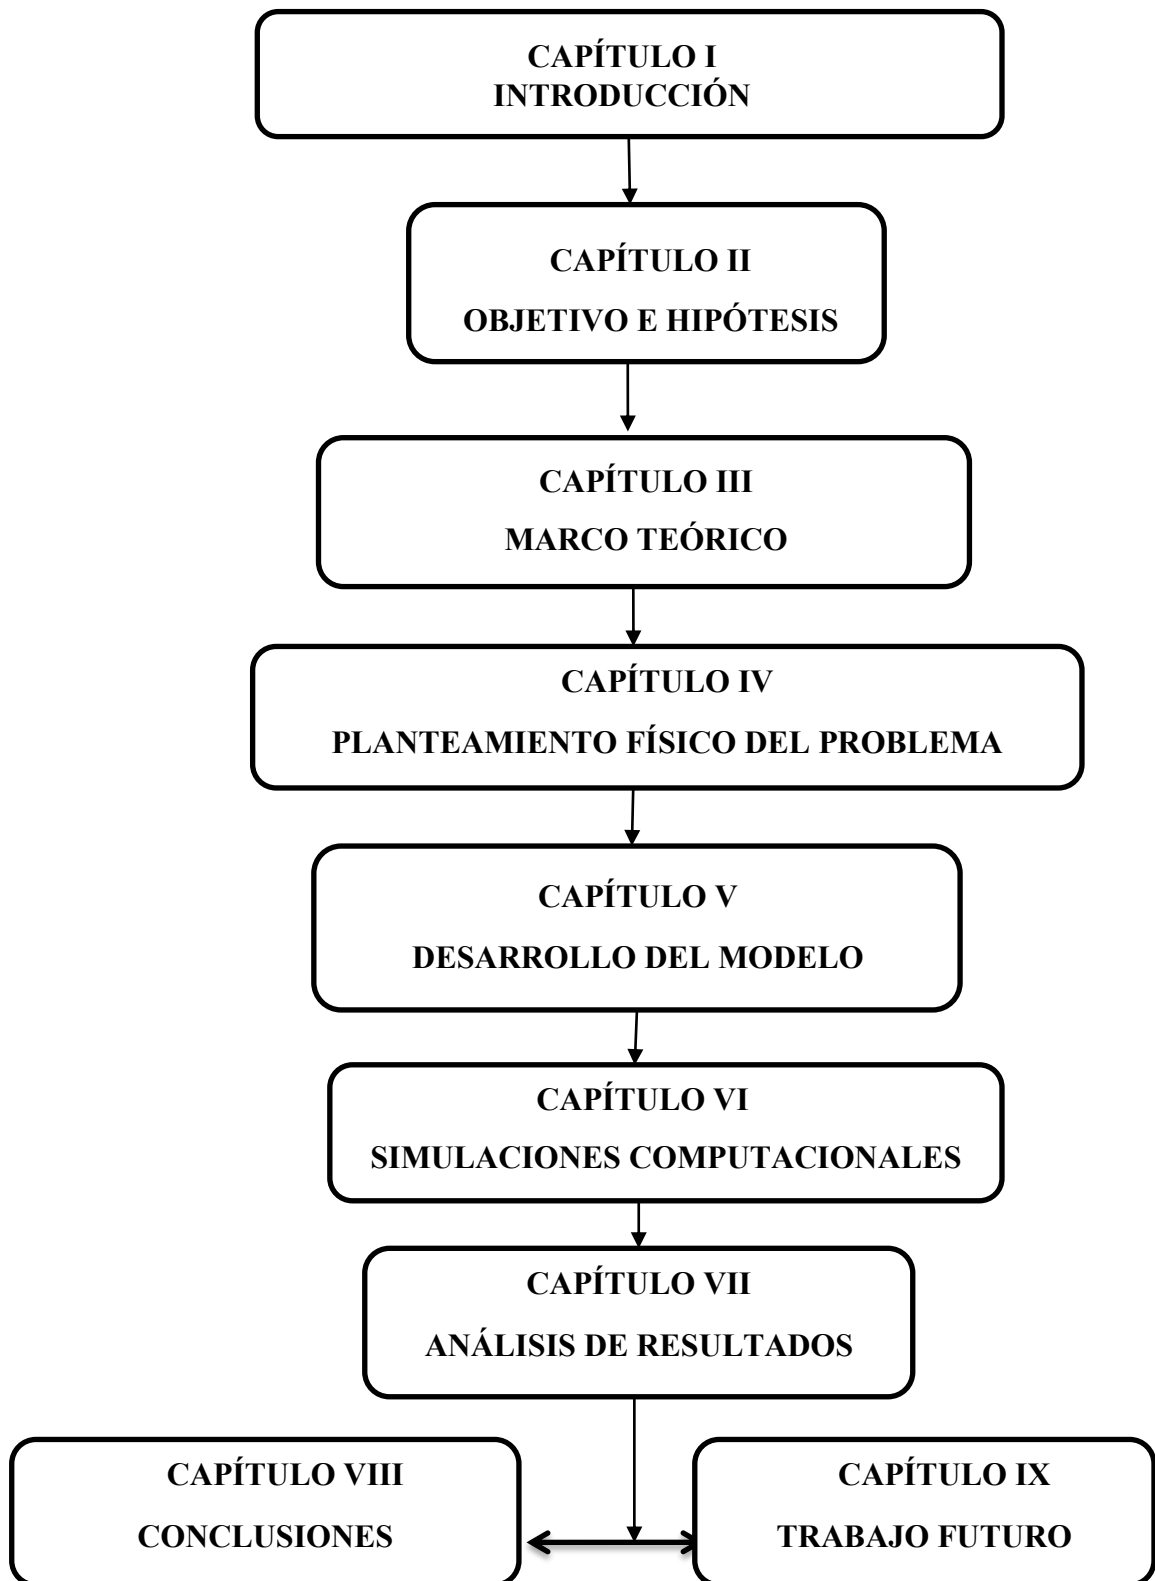 CAPÍTULO I
INTRODUCCIÓN
CAPÍTULO II
OBJETIVO E HIPÓTESIS
CAPÍTULO III
MARCO TEÓRICO
CAPÍTULO IV
PLANTEAMIENTO FÍSICO DEL PROBLEMA
CAPÍTULO V
DESARROLLO DEL MODELO
CAPÍTULO VI
SIMULACIONES COMPUTACIONALES
CAPÍTULO VII
ANÁLISIS DE RESULTADOS
CAPÍTULO VIII
CONCLUSIONES
CAPÍTULO IX
TRABAJO FUTURO